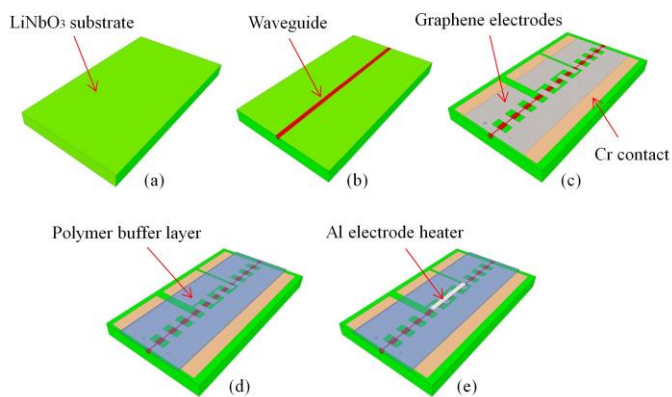 LiNbO₃ substrate
Waveguide
Graphene electrodes
Cr contact
(a)
(b)
(c)
Polymer buffer layer
Al electrode heater
(d)
(e)